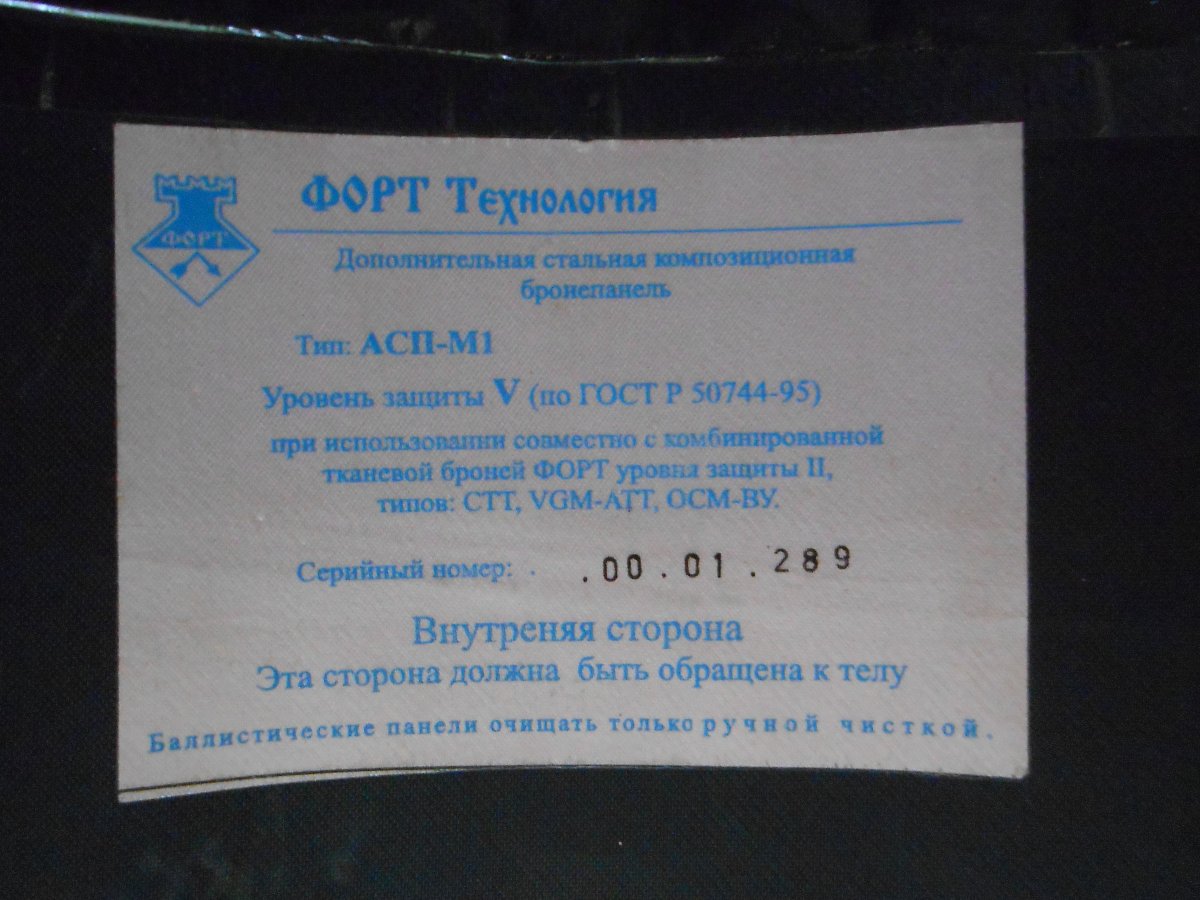 ФОРТ Технология
ФОРТ
Дополнительная стальная композиционная
бронепанель
Тип: АСП-М1
Уровень защиты V (по ГОСТ Р 50744-95)
при использовании совместно с комбинированной
тканевой броней ФОРТ уровня защиты II,
типов: СТТ, VGM-АТТ, ОСМ-ВУ.
Серийный номер: . .00.01.289
Внутреняя сторона
Эта сторона должна быть обращена к телу
Баллистические панели очищать только ручной чисткой.